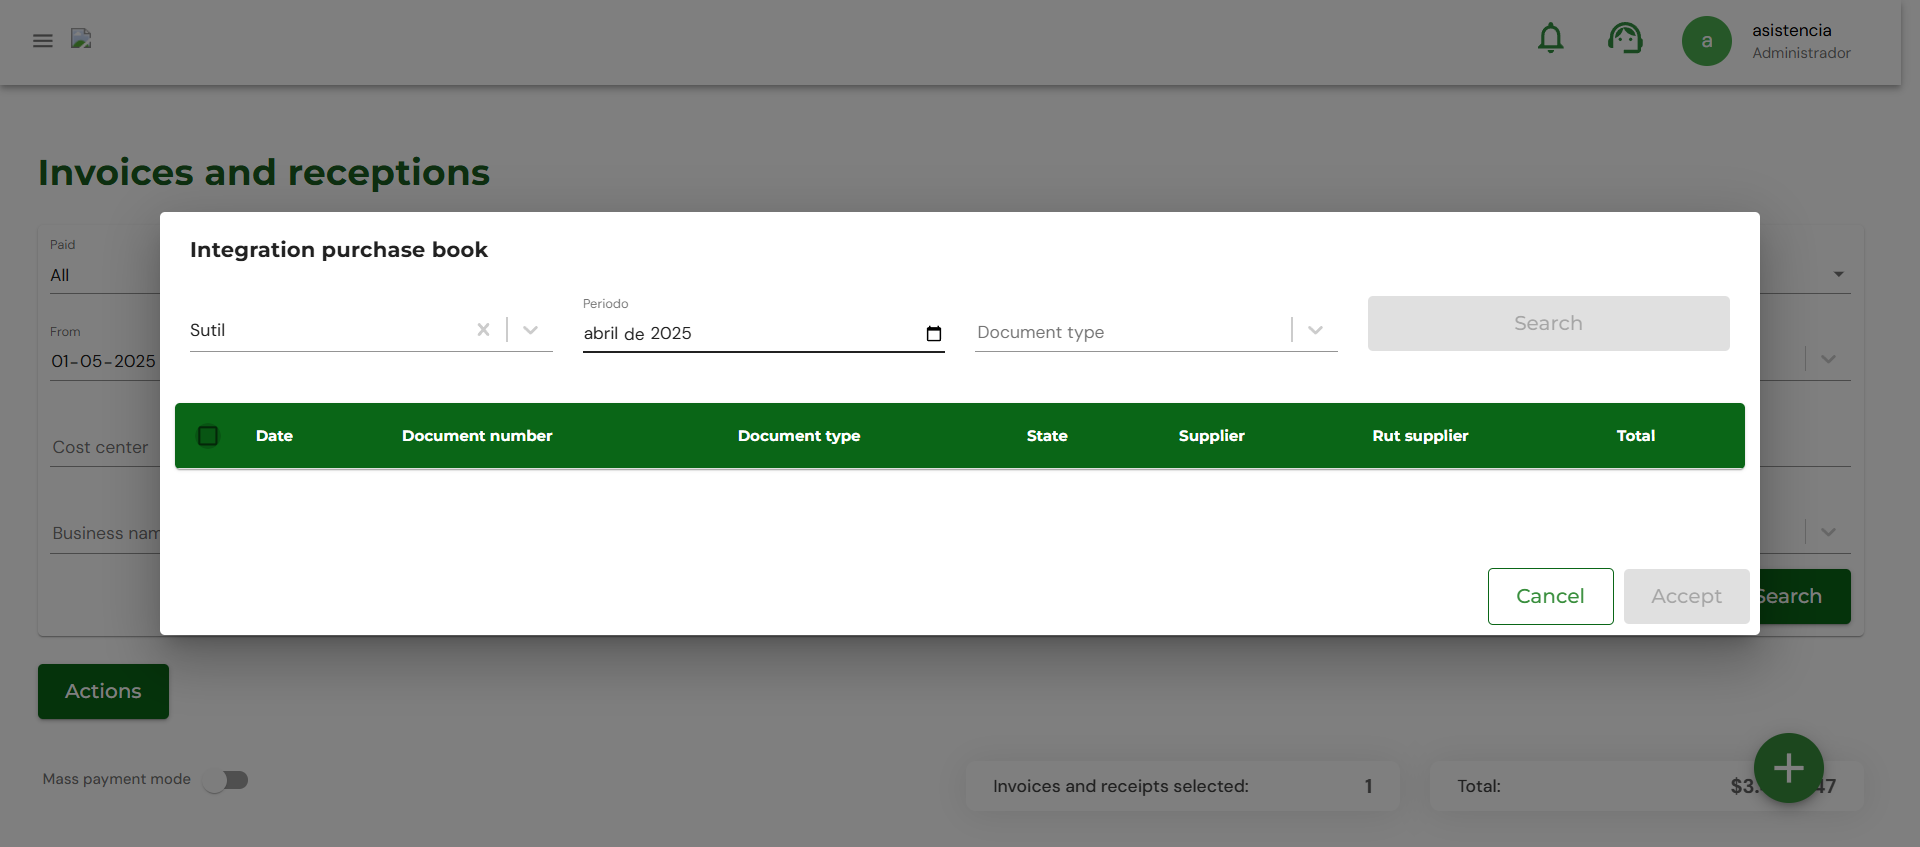 a
asistencia
Administrador
Invoices and receptions
Paid
All
From
01-05-2025
Cost center
Business nam
Integration purchase book
Sutil
Periodo
abril de 2025
Document type
Search
Date Document number Document type State Supplier Rut supplier Total
Cancel
Accept
Search
Actions
Mass payment mode
Invoices and receipts selected: 1
Total: $3. 47